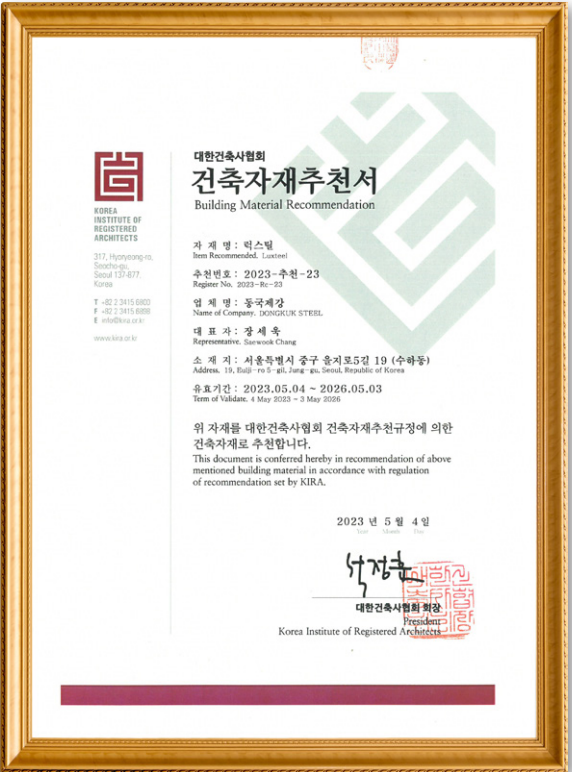 대한건축사협회
건축자재추천서
Building Material Recommendation
KOREA
INSTITUTE OF
REGISTERED
ARCHITECTS
317, Hyoryeong-ro,
Seocho-gu,
Seoul 137-877
Korea
T +82 2 3415 6800
F +82 2 3415 6898
E info@kira.or.kr
www.kira.or.kr
자 재 명 : 럭스틸
Item Recommended. Luxteel
추천번호 : 2023-추천-23
Register No. 2023-Rc-23
업 체 명 : 동국제강
Name of Company. DONGKUK STEEL
대 표 자 : 장세욱
Representative. Saewook Chang
소 재 지 : 서울특별시 중구 을지로5길 19 (수하동)
Address. 19, Eulji-ro 5-gil, Jung-gu, Seoul, Republic of Korea
유효기간 : 2023.05.04 ~ 2026.05.03
Term of Validate. 4 May 2023 ~ 3 May 2026
위 자재를 대한건축사협회 건축자재추천규정에 의한
건축자재로 추천합니다.
This document is conferred hereby in recommendation of above
mentioned building material in accordance with regulation
of recommendation set by KIRA.
2023 년 5 월 4 일
Year Month Day
석정훈
대한건축사협회 회장
President
Korea Institute of Registered Architects